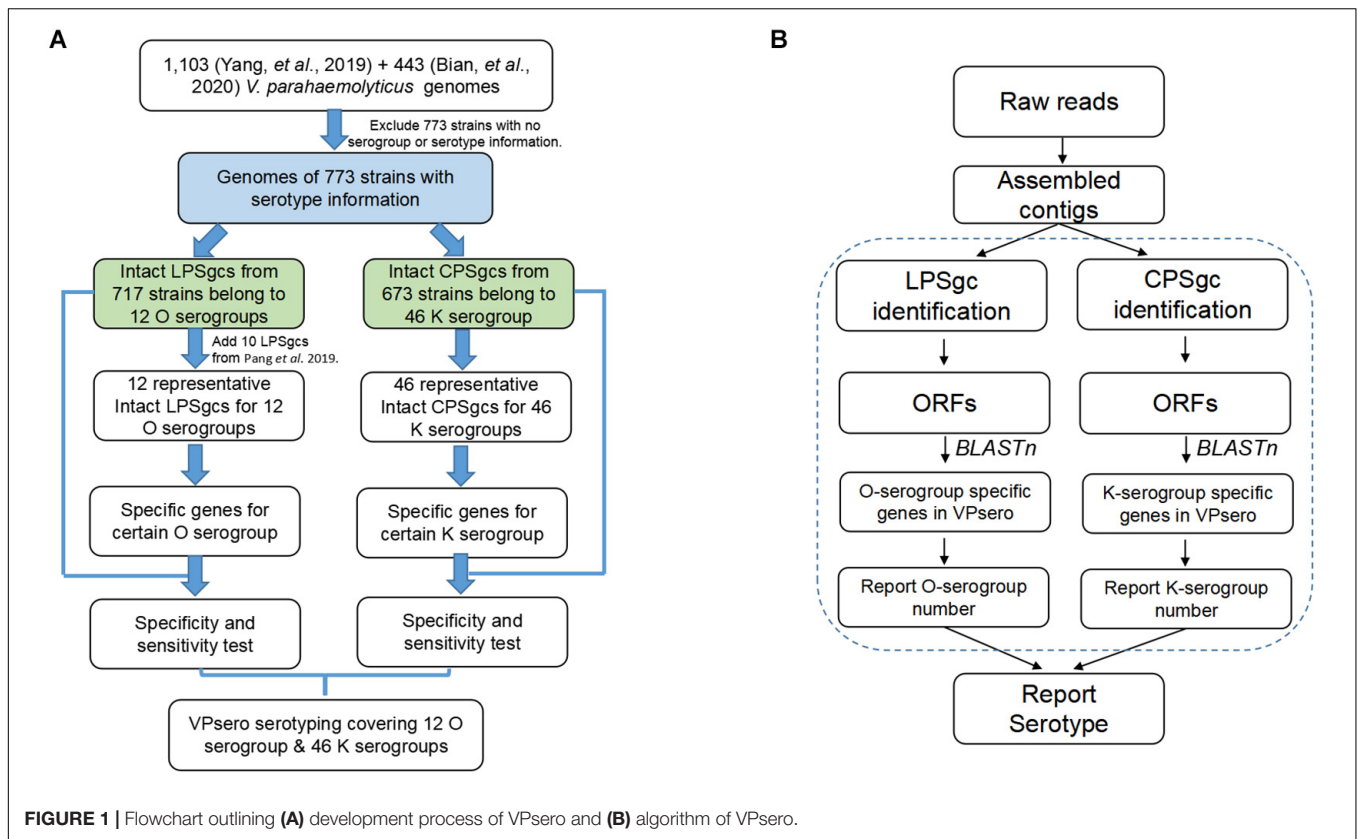 A
1,103 (Yang, et al., 2019) + 443 (Bian, et al.,
2020) V. parahaemolyticus genomes
Exclude 773 strains with no
serogroup or serotype information.
Genomes of 773 strains with
serotype information
Intact LPSgcs from
717 strains belong to
12 O serogroups
Intact CPSgcs from
673 strains belong to
46 K serogroup
Add 10 LPSgcs
from Pang et al. 2019.
12 representative
Intact LPSgcs for 12
O serogroups
46 representative
Intact CPSgcs for 46
K serogroups
Specific genes for
certain O serogroup
Specific genes for
certain K serogroup
Specificity and
sensitivity test
Specificity and
sensitivity test
VPsero serotyping covering 12 O
serogroup & 46 K serogroups
B
Raw reads
Assembled
contigs
LPSgc
identification
CPSgc
identification
ORFs
ORFs
BLASTn
BLASTn
O-serogroup specific
genes in VPsero
K-serogroup specific
genes in VPsero
Report O-serogroup
number
Report K-serogroup
number
Report
Serotype
FIGURE 1 | Flowchart outlining (A) development process of VPsero and (B) algorithm of VPsero.